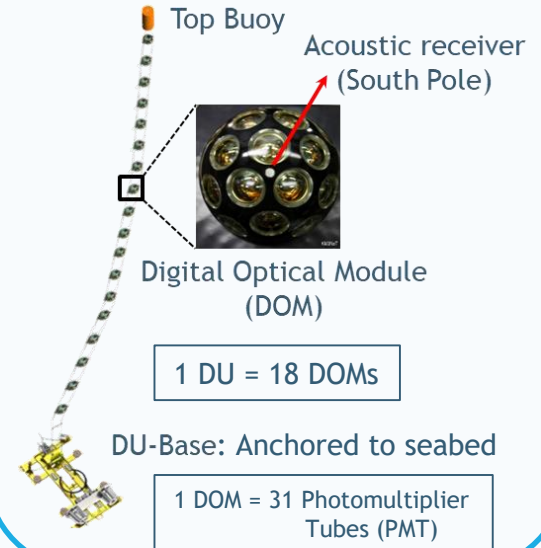 Top Buoy
Acoustic receiver
(South Pole)
Digital Optical Module
(DOM)
1 DU = 18 DOMs
DU-Base: Anchored to seabed
1 DOM = 31 Photomultiplier
Tubes (PMT)